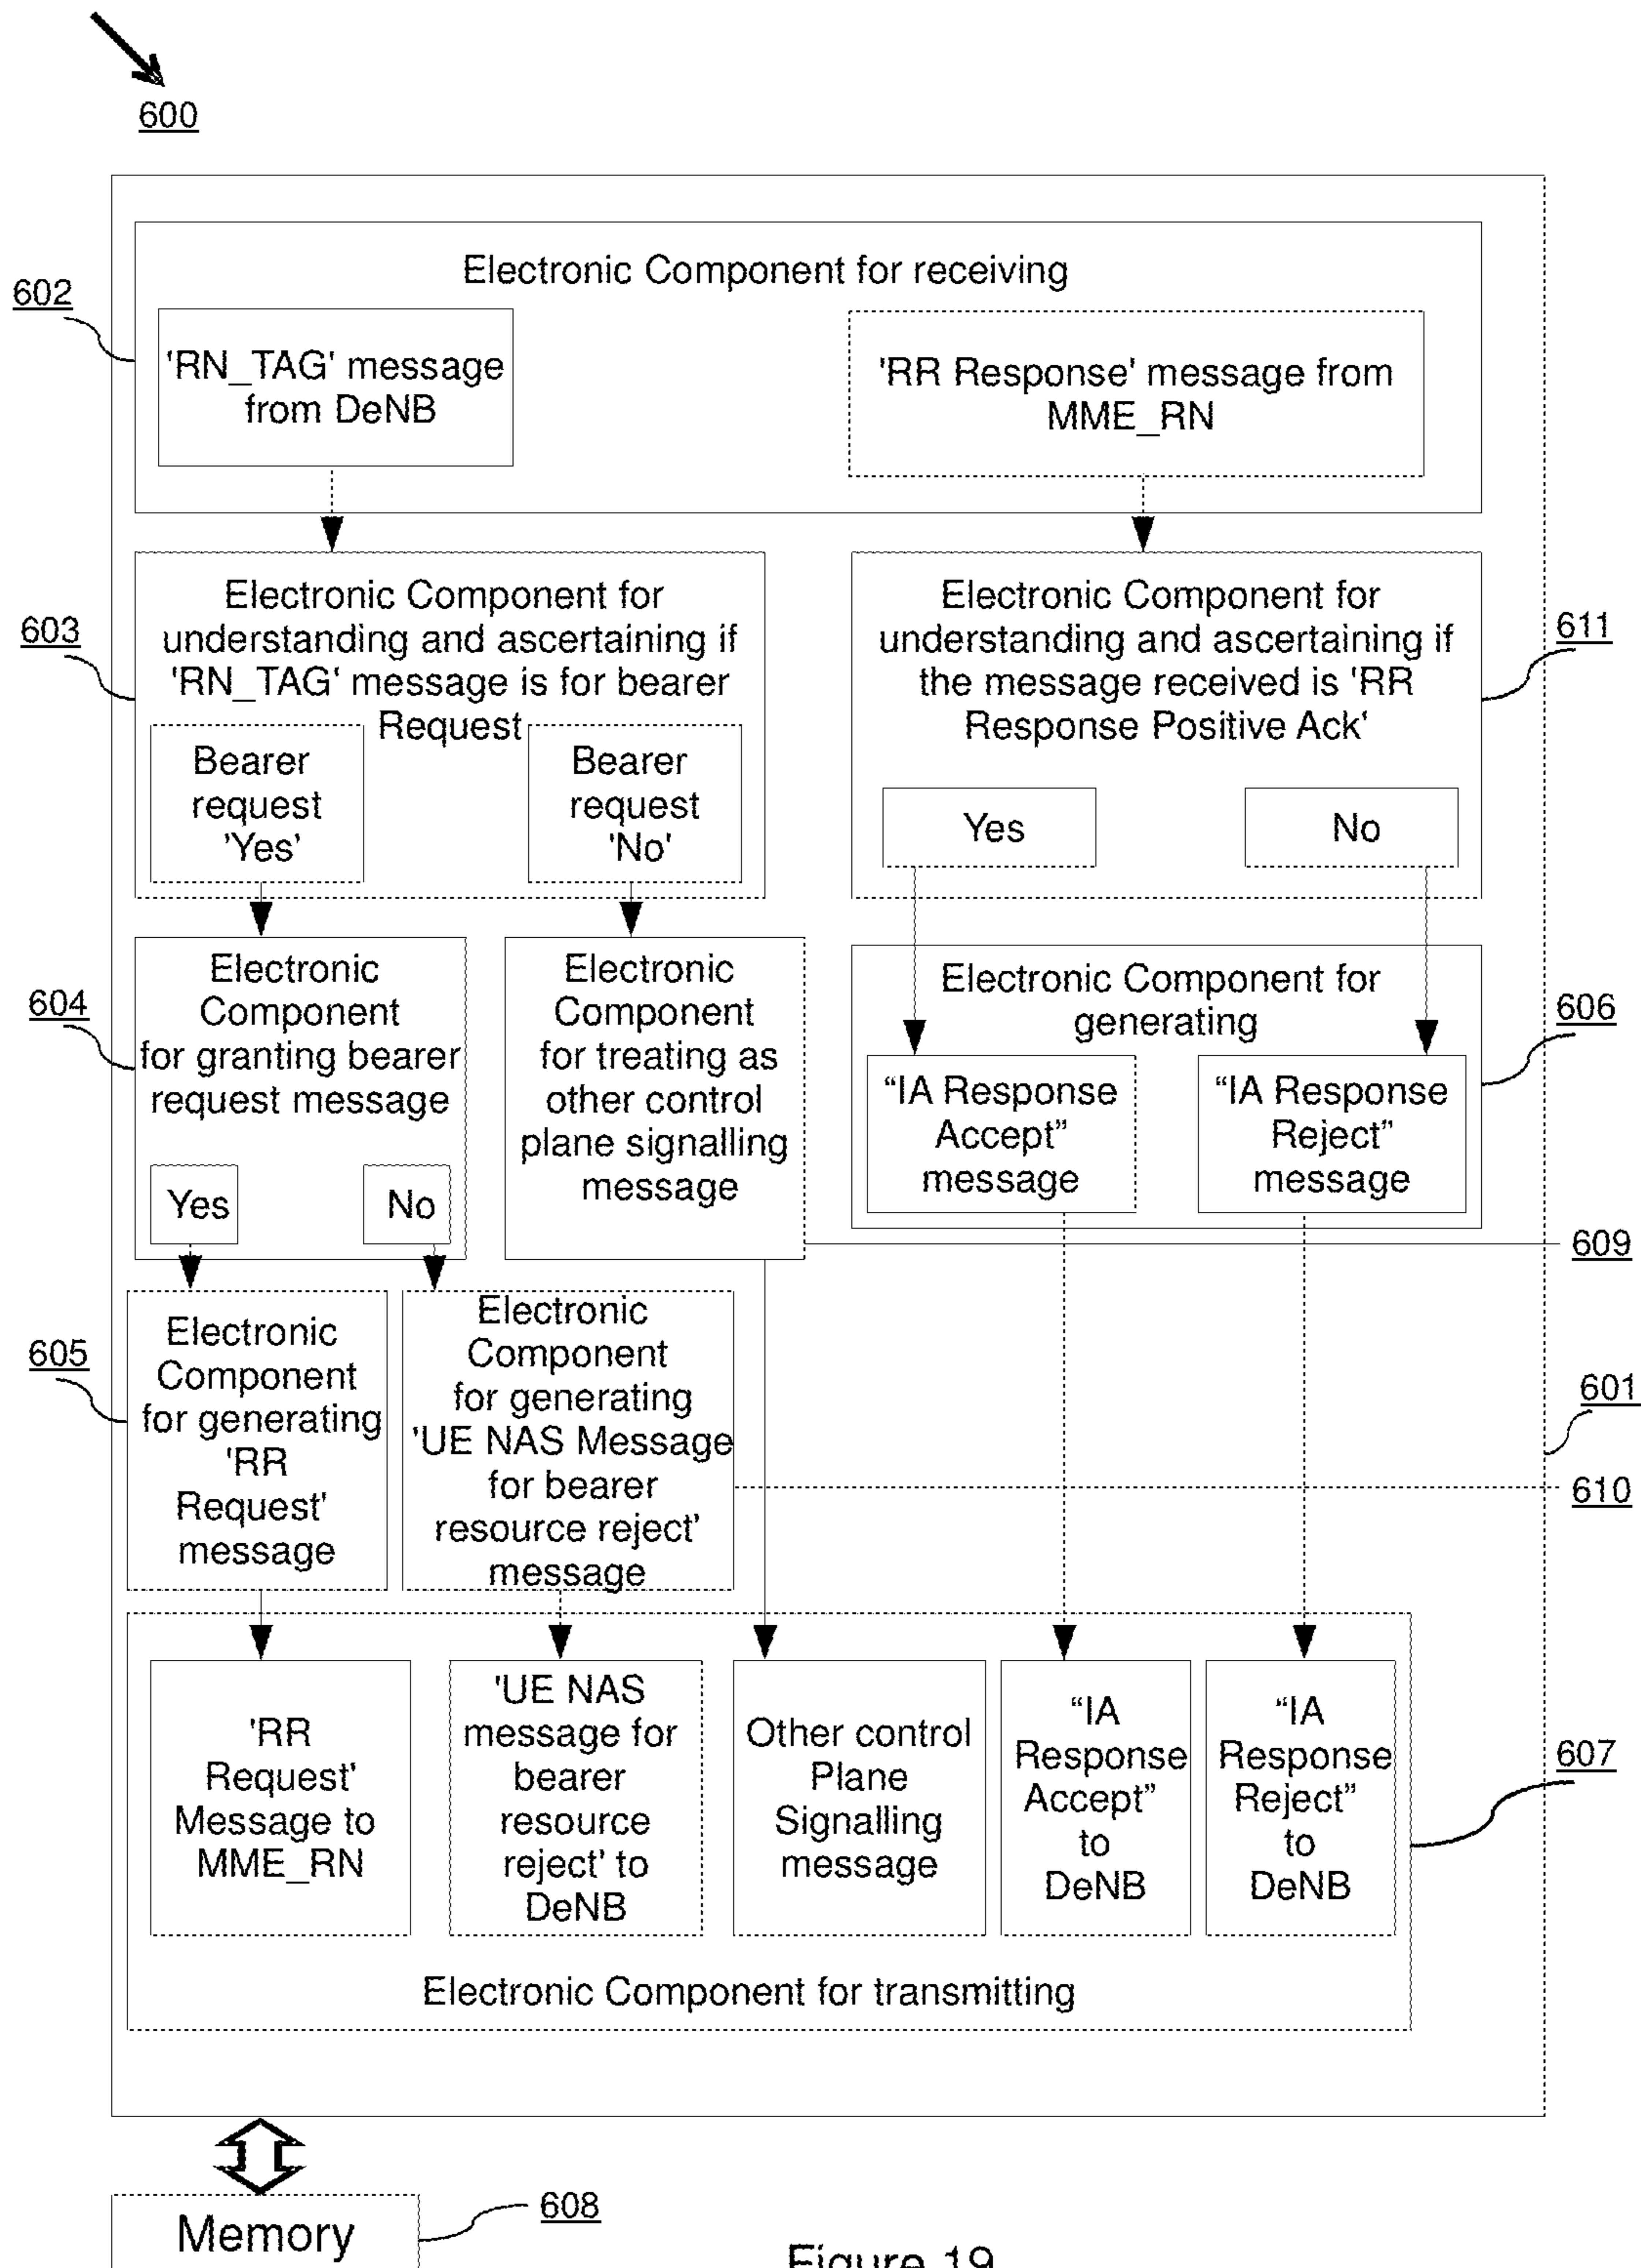 600
Electronic Component for receiving
602
'RN_TAG' message
from DeNB
'RR Response' message from
MME_RN
603
Electronic Component for
understanding and ascertaining if
'RN_TAG' message is for bearer
Request
Bearer
request
'Yes'
Bearer
request
'No'
Electronic Component for
understanding and ascertaining if
the message received is 'RR
Response Positive Ack'
611
Yes
No
604
Electronic
Component
for granting bearer
request message
Yes
No
Electronic
Component
for treating as
other control
plane signalling
message
Electronic Component for
generating
606
“IA Response
Accept”
message
“IA Response
Reject”
message
609
605
Electronic
Component
for generating
'RR
Request'
message
Electronic
Component
for generating
'UE NAS Message
for bearer
resource reject'
message
601
610
'RR
Request'
Message to
MME_RN
'UE NAS
message for
bearer
resource
reject' to
DeNB
Other control
Plane
Signalling
message
“IA
Response
Accept”
to
DeNB
“IA
Response
Reject”
to
DeNB
607
Electronic Component for transmitting
608
Memory
Figure 19